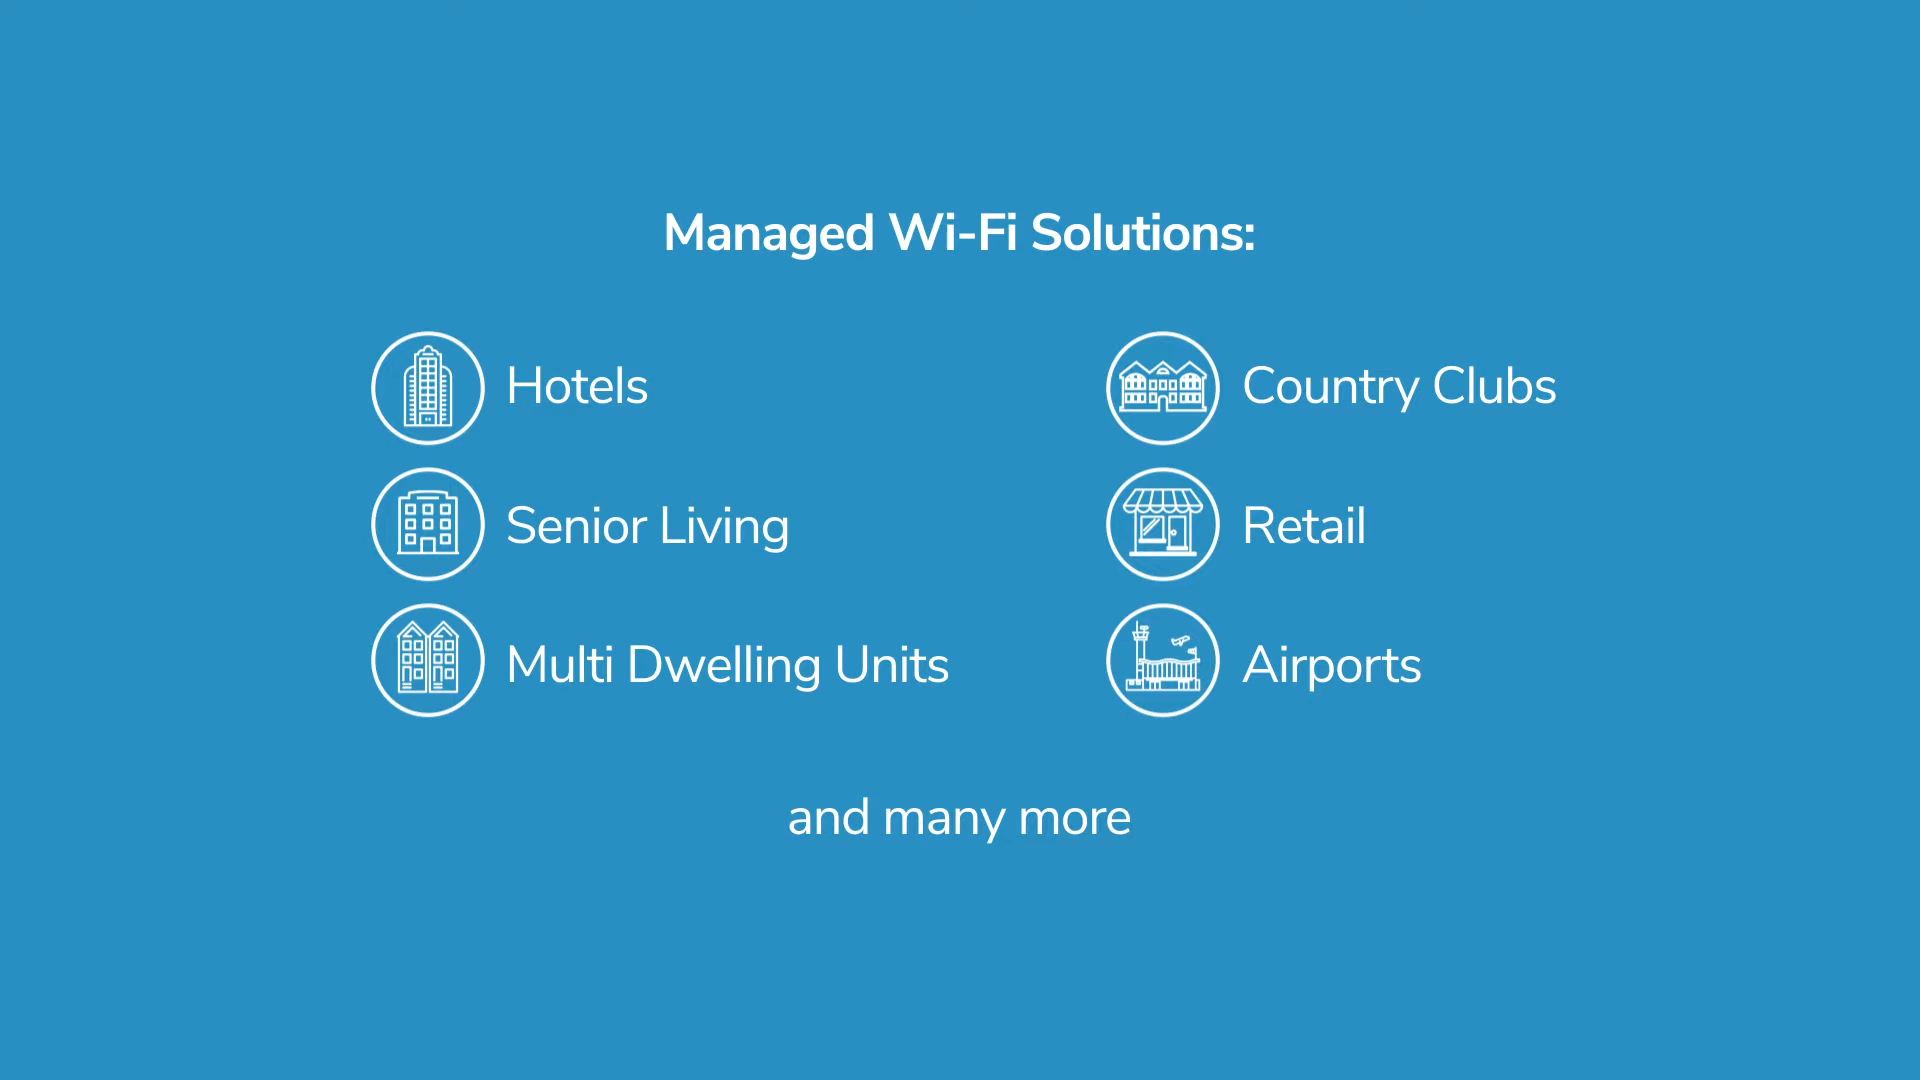 Managed Wi-Fi Solutions:
Hotels
Senior Living
Multi Dwelling Units
Country Clubs
Retail
Airports
and many more